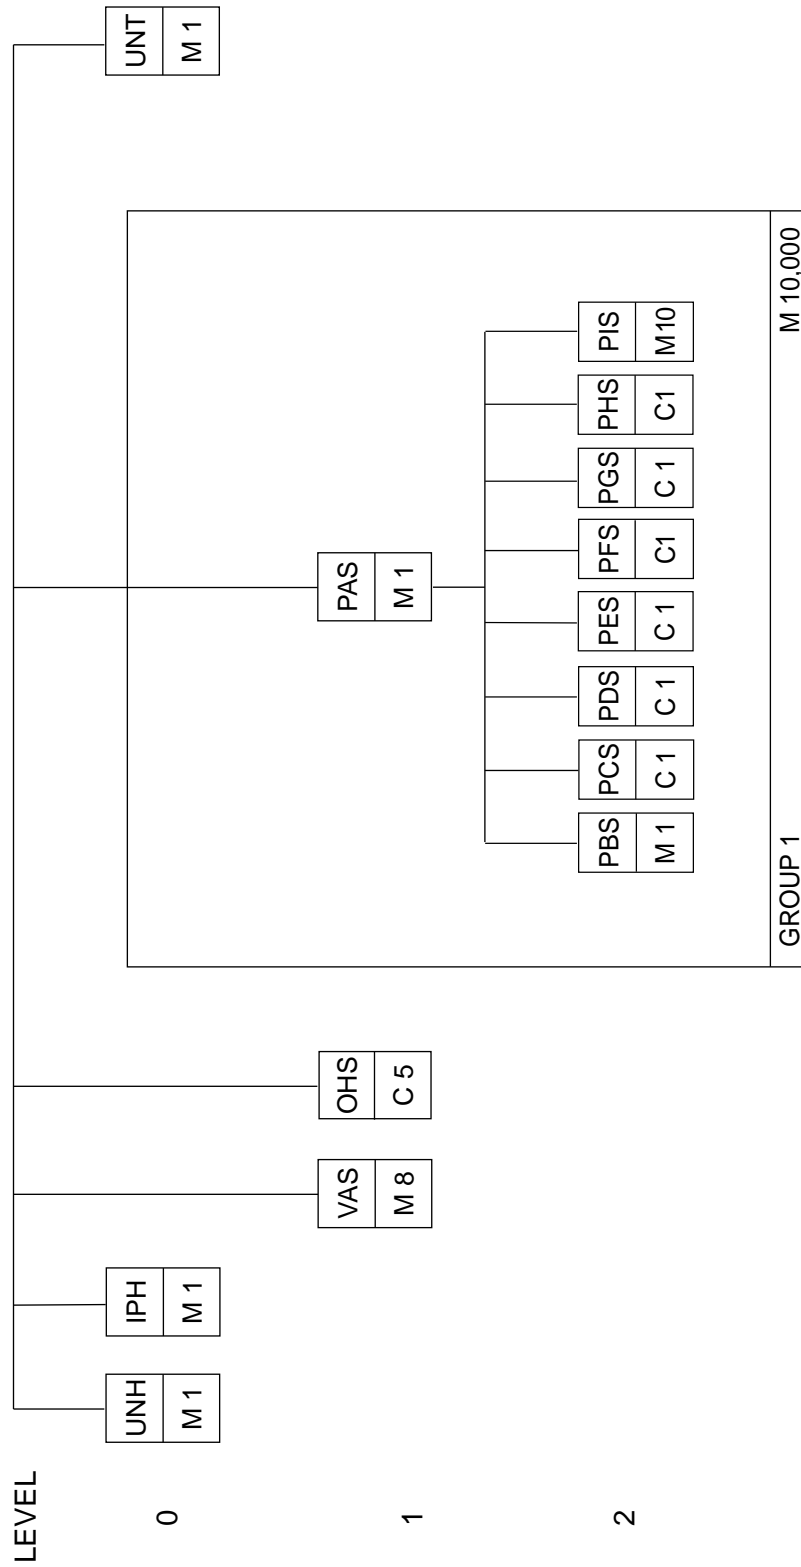 LEVEL
0
UNH
M 1
IPH
M 1
UNT
M 1
1
VAS
M 8
OHS
C 5
PAS
M 1
2
PBS
M 1
PCS
C 1
PDS
C 1
PES
C 1
PFS
C1
PGS
C 1
PHS
C1
PIS
M10
GROUP 1
M 10,000